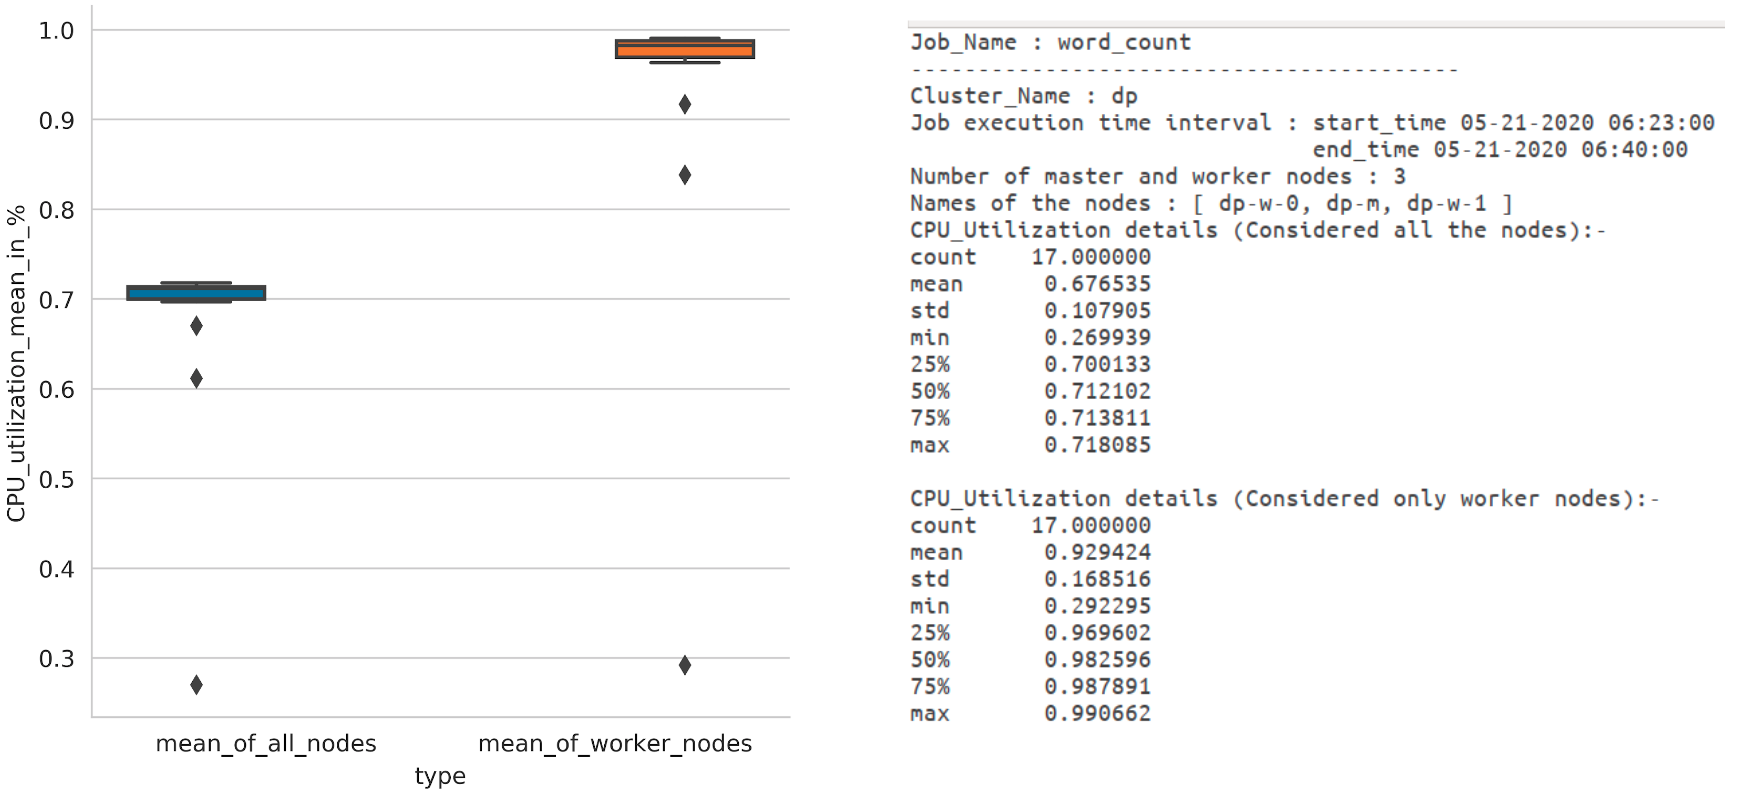 1.0
0.9
0.8
0.7
0.6
0.5
0.4
0.3
CPU_utilization_mean_in_%
mean_of_all_nodes
mean_of_worker_nodes
type
Job_Name : word_count
-----------------------------------------
Cluster_Name : dp
Job execution time interval : start_time 05-21-2020 06:23:00
end_time 05-21-2020 06:40:00
Number of master and worker nodes : 3
Names of the nodes : [ dp-w-0, dp-m, dp-w-1 ]
CPU_Utilization details (Considered all the nodes):-
count 17.000000
mean 0.676535
std 0.107905
min 0.269939
25% 0.700133
50% 0.712102
75% 0.713811
max 0.718085
CPU_Utilization details (Considered only worker nodes):-
count 17.000000
mean 0.929424
std 0.168516
min 0.292295
25% 0.969602
50% 0.982596
75% 0.987891
max 0.990662